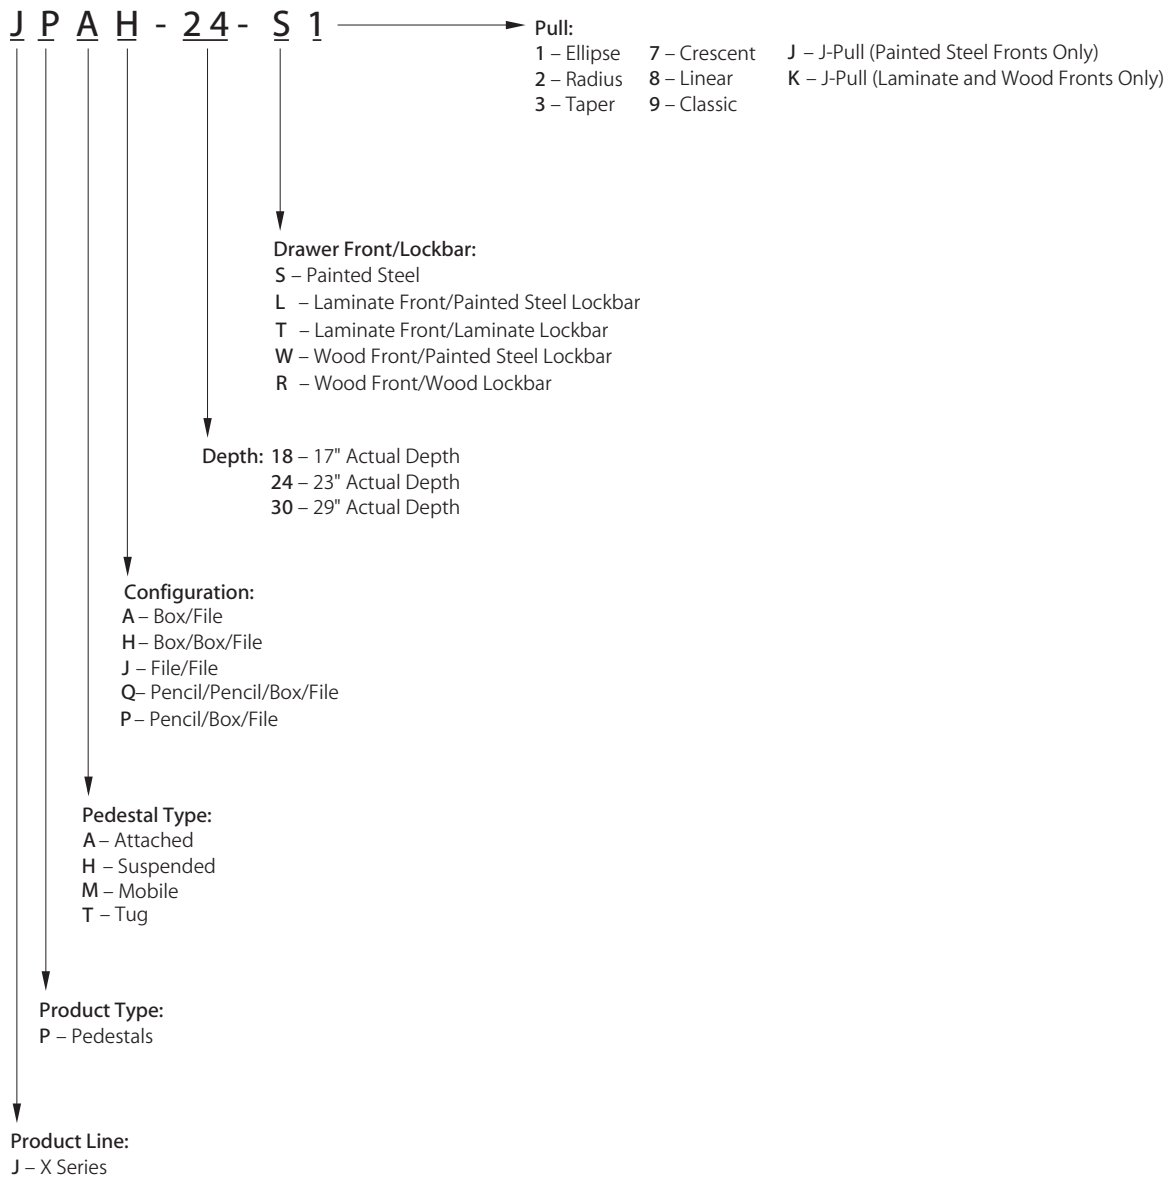 J P A H - 24 - S 1
Pull:
1 – Ellipse 7 – Crescent J – J-Pull (Painted Steel Fronts Only)
2 – Radius 8 – Linear K – J-Pull (Laminate and Wood Fronts Only)
3 – Taper 9 – Classic
Drawer Front/Lockbar:
S – Painted Steel
L – Laminate Front/Painted Steel Lockbar
T – Laminate Front/Laminate Lockbar
W – Wood Front/Painted Steel Lockbar
R – Wood Front/Wood Lockbar
Depth: 18 – 17" Actual Depth
24 – 23" Actual Depth
30 – 29" Actual Depth
Configuration:
A – Box/File
H – Box/Box/File
J – File/File
Q– Pencil/Pencil/Box/File
P – Pencil/Box/File
Pedestal Type:
A – Attached
H – Suspended
M – Mobile
T – Tug
Product Type:
P – Pedestals
Product Line:
J – X Series